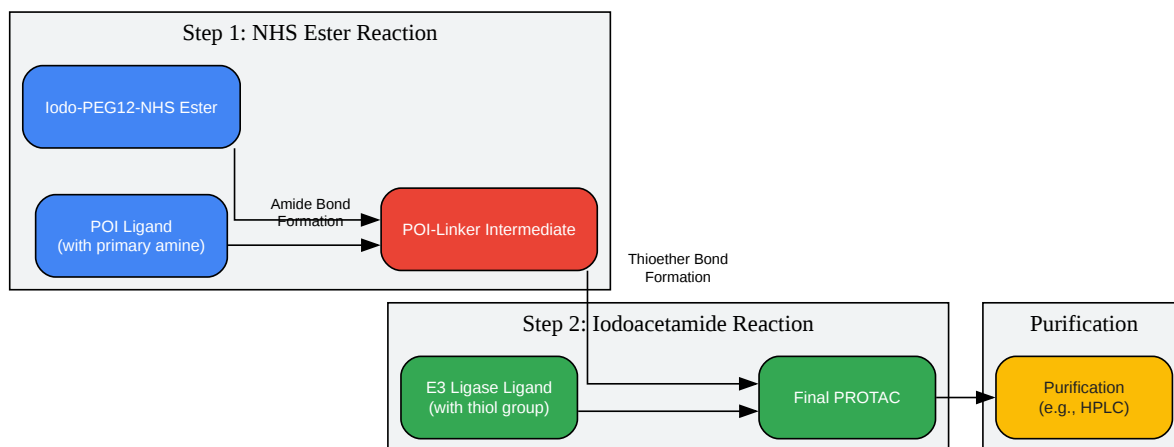 Step 1: NHS Ester Reaction
Iodo-PEG12-NHS Ester
POI Ligand
(with primary amine)
Amide Bond
Formation
POI-Linker Intermediate
Thioether Bond
Formation
Step 2: Iodoacetamide Reaction
E3 Ligase Ligand
(with thiol group)
Final PROTAC
Purification
Purification
(e.g., HPLC)